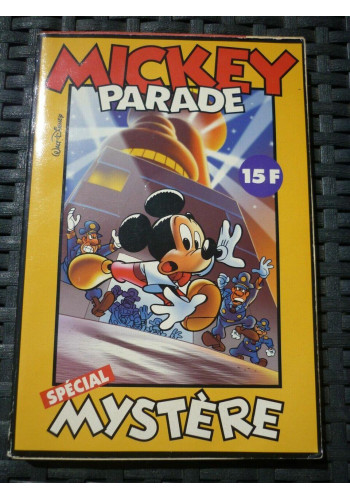 MICKEY
PARADE
Walt Disney
15 F
SPÉCIAL
MYSTÈRE